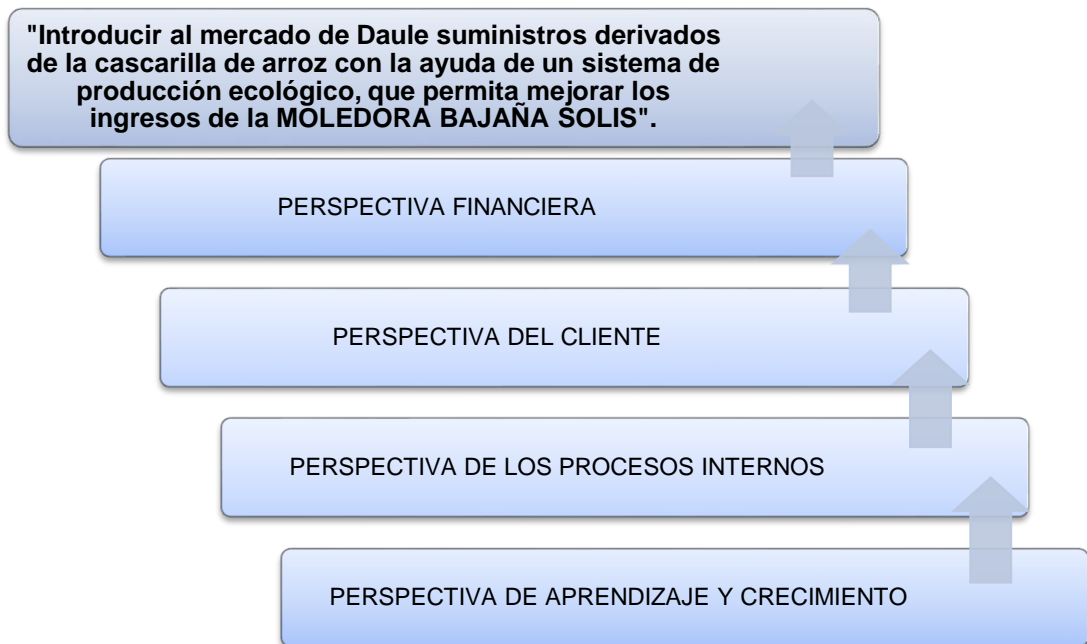 "Introducir al mercado de Daule suministros derivados
de la cascarilla de arroz con la ayuda de un sistema de
producción ecológico, que permita mejorar los
ingresos de la MOLEDORA BAJAÑA SOLIS".
PERSPECTIVA FINANCIERA
PERSPECTIVA DEL CLIENTE
PERSPECTIVA DE LOS PROCESOS INTERNOS
PERSPECTIVA DE APRENDIZAJE Y CRECIMIENTO